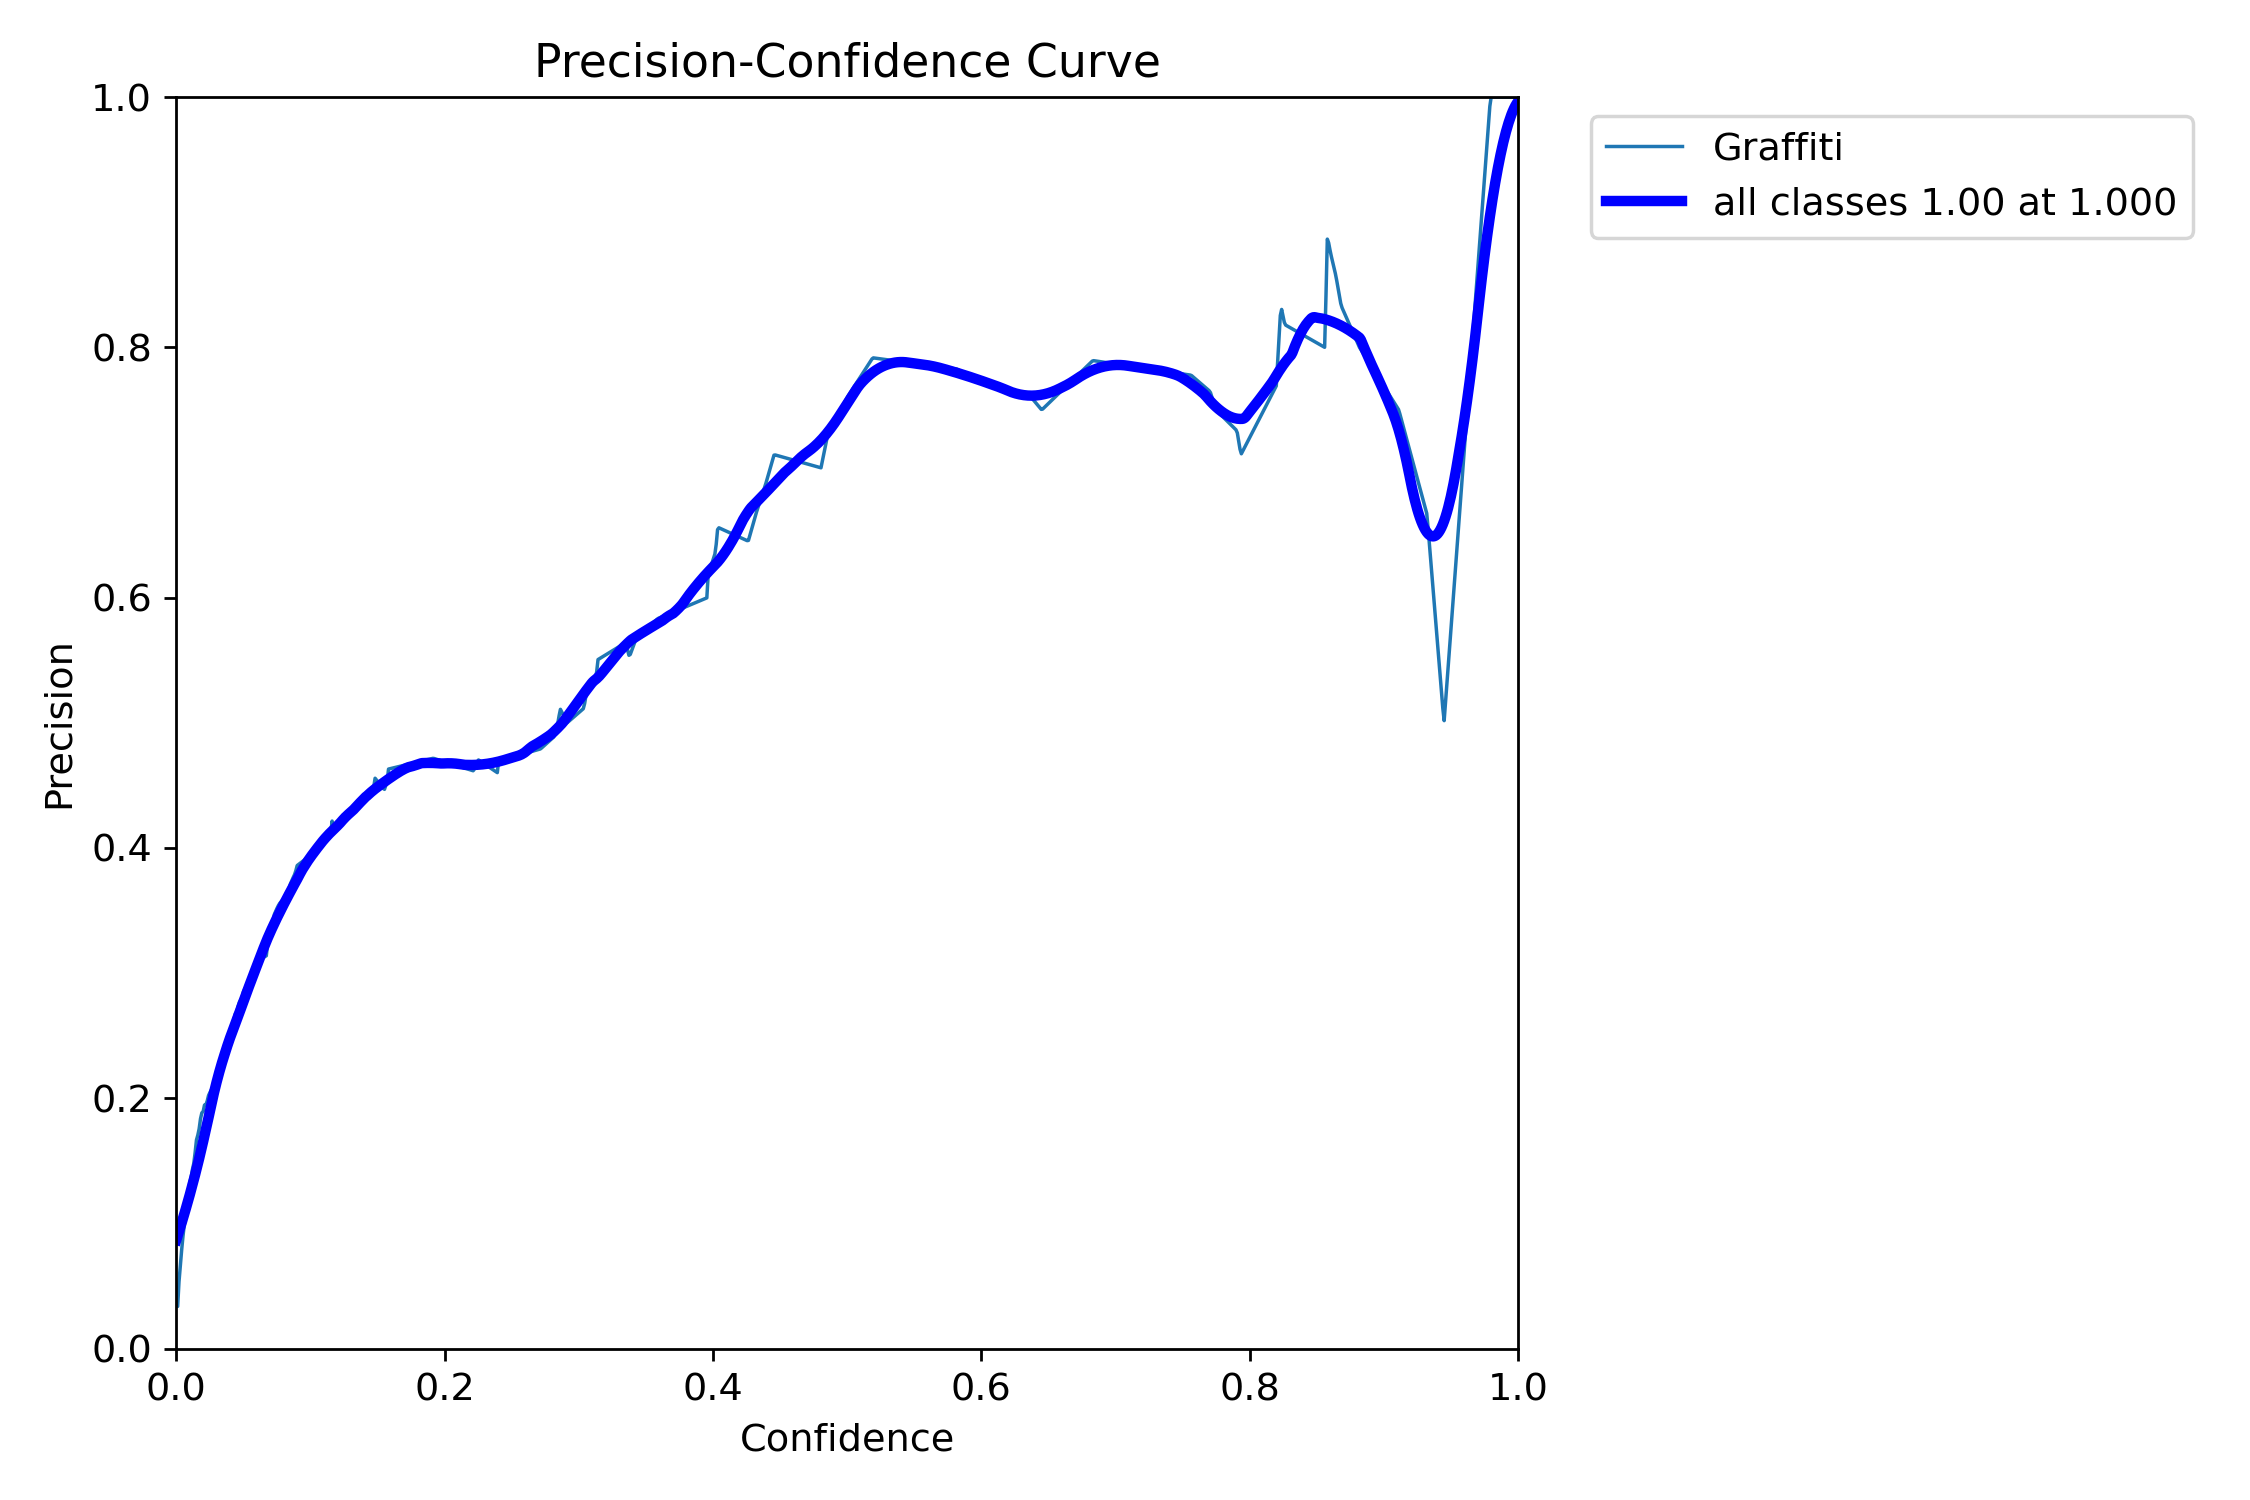 Precision-Confidence Curve
1.0
0.8
0.6
0.4
0.2
0.0
Precision
0.0 0.2 0.4 0.6 0.8 1.0
Confidence
Graffiti
all classes 1.00 at 1.000